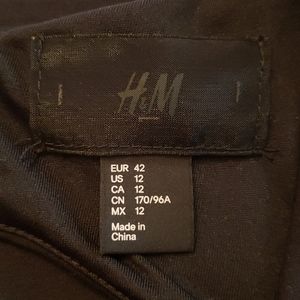 H&M
EUR 42
US 12
CA 12
CN 170/96A
MX 12
Made in
China